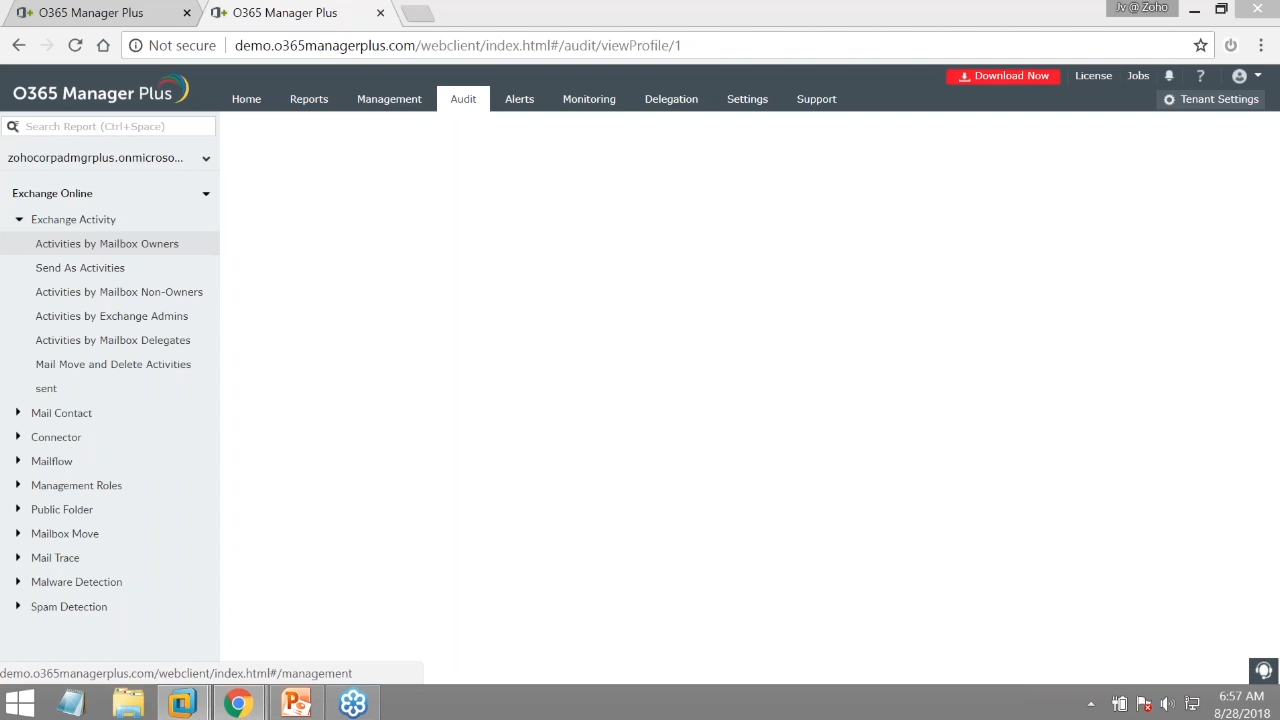 O365 Manager Plus
O365 Manager Plus
Jv @ Zoho
Not secure
demo.o365managerplus.com/webclient/index.html#/audit/viewProfile/1
O365 Manager Plus
Download Now
License
Jobs
?
Home
Reports
Management
Audit
Alerts
Monitoring
Delegation
Settings
Support
Tenant Settings
Search Report (Ctrl+Space)
zohocorpadmgrplus.onmicroso...
Exchange Online
Exchange Activity
Activities by Mailbox Owners
Send As Activities
Activities by Mailbox Non-Owners
Activities by Exchange Admins
Activities by Mailbox Delegates
Mail Move and Delete Activities
sent
Mail Contact
Connector
Mailflow
Management Roles
Public Folder
Mailbox Move
Mail Trace
Malware Detection
Spam Detection
demo.o365managerplus.com/webclient/index.html#/management
6:57 AM
8/28/2018